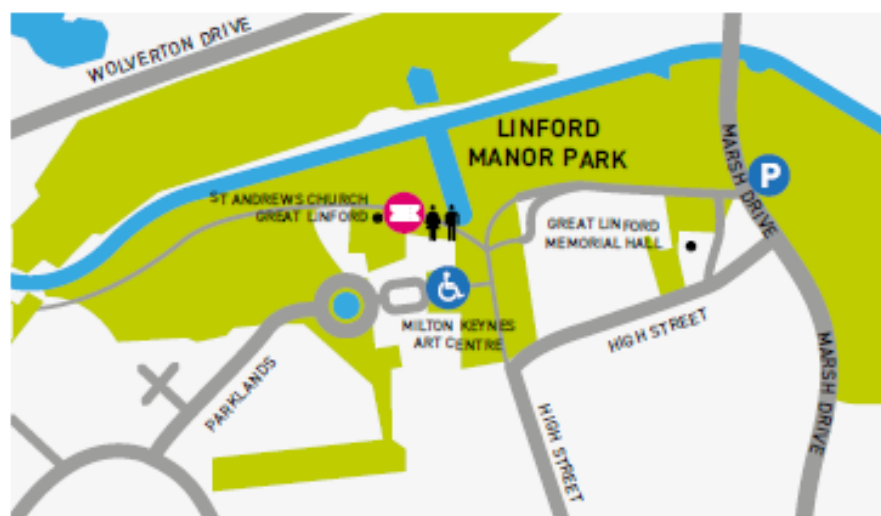 WOLVERTON DRIVE
LINFORD
MANOR PARK
MARSH DRIVE
P
ST ANDREWS CHURCH
GREAT LINFORD
GREAT LINFORD
MEMORIAL HALL
MILTON KEYNES
ART CENTRE
HIGH STREET
PARKLANDS
HIGH STREET
MARSH DRIVE